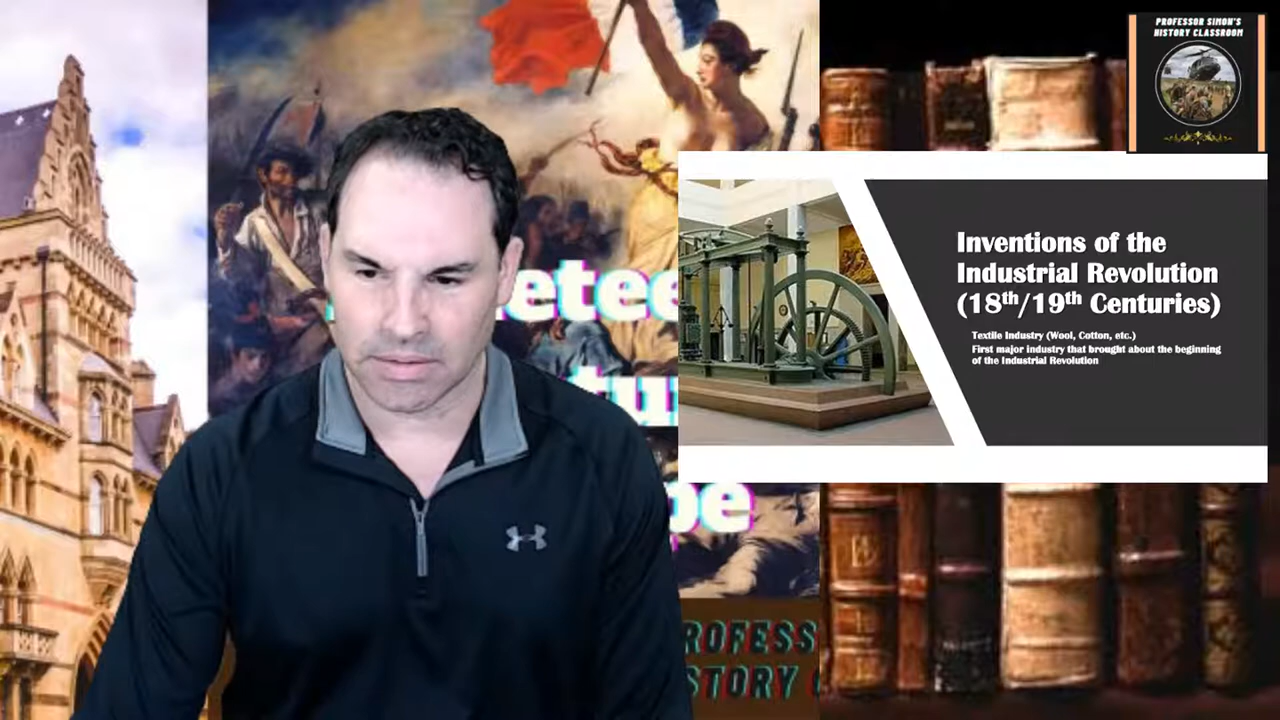 PROFESSOR SIMON'S
HISTORY CLASSROOM
Inventions of the
Industrial Revolution
(18th/19th Centuries)
Textile Industry (Wool, Cotton, etc.)
First major industry that brought about the beginning
of the Industrial Revolution